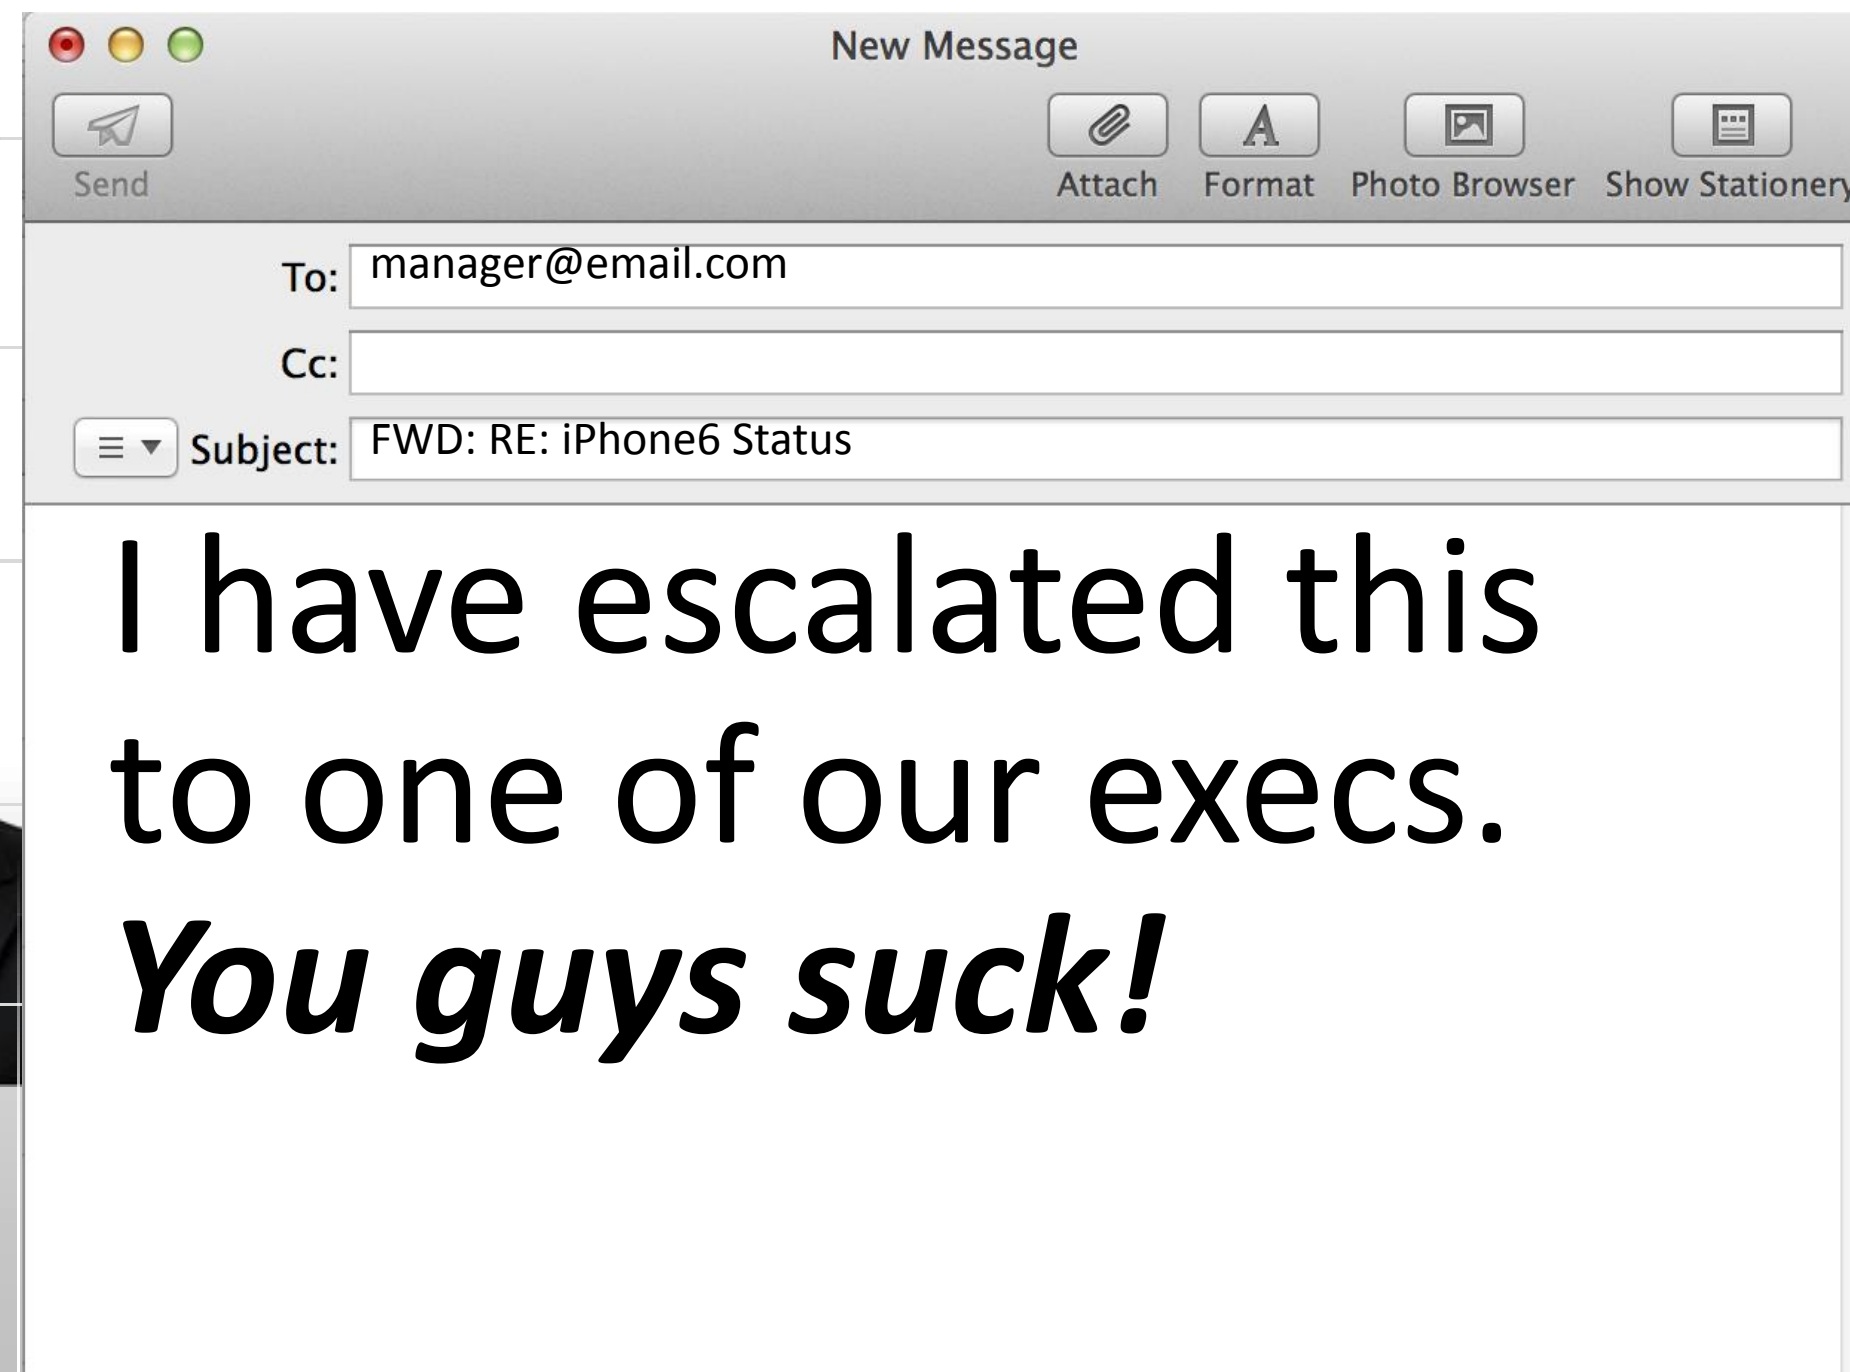 New Message
Send
Attach Format Photo Browser Show Stationery
To: manager@email.com
Cc:
Subject: FWD: RE: iPhone6 Status
I have escalated this
to one of our execs.
You guys suck!